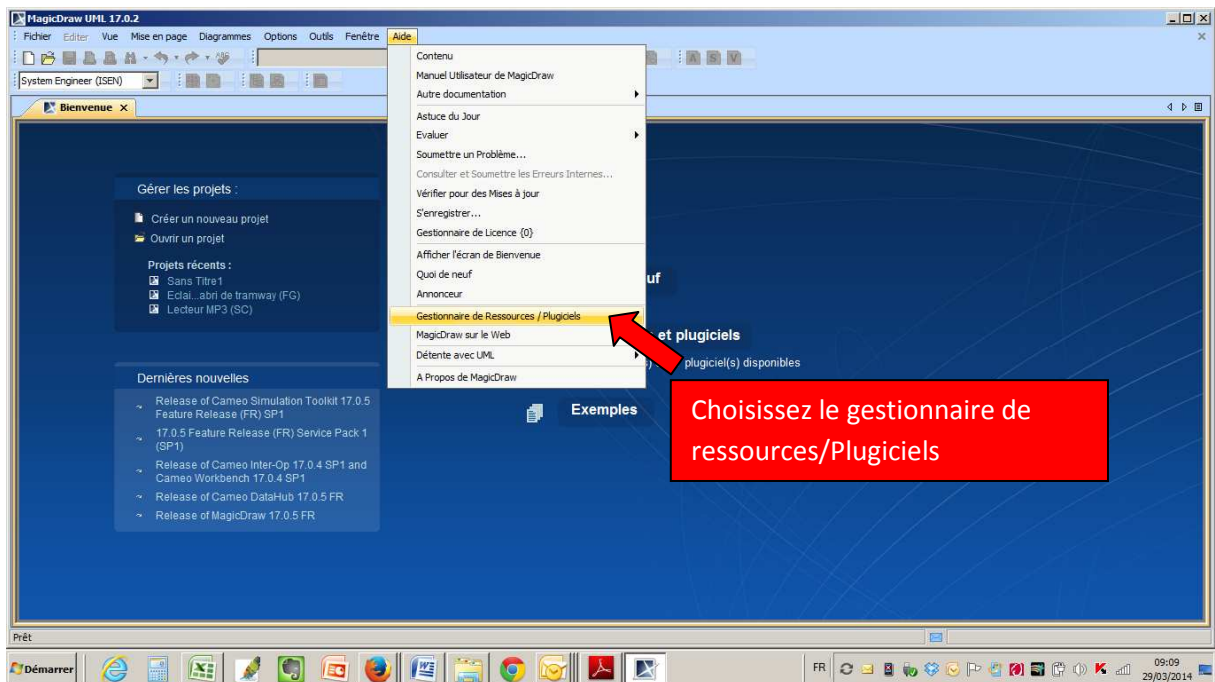 MagicDraw UML 17.0.2
Fichier Editer Vue Mise en page Diagrammes Options Outils Fenêtre Aide
System Engineer (ISEN)
Bienvenue
Contenu
Manuel Utilisateur de MagicDraw
Autre documentation
Astuce du Jour
Evaluer
Soumettre un Problème...
Consulter et Soumettre les Erreurs Internes...
Vérifier pour des Mises à jour
S'enregistrer...
Gestionnaire de Licence {0}
Afficher l'écran de Bienvenue
Quoi de neuf
Annonceur
Gestionnaire de Ressources / Plugiciels
MagicDraw sur le Web
Détente avec UML
A Propos de MagicDraw
A S V
Gérer les projets :
Créer un nouveau projet
Ouvrir un projet
Projets récents :
Sans Titre1
Eclai...abri de tramway (FG)
Lecteur MP3 (SC)
Dernières nouvelles
Release of Cameo Simulation Toolkit 17.0.5
Feature Release (FR) SP1
17.0.5 Feature Release (FR) Service Pack 1
(SP1)
Release of Cameo Inter-Op 17.0.4 SP1 and
Cameo Workbench 17.0.4 SP1
Release of Cameo DataHub 17.0.5 FR
Release of MagicDraw 17.0.5 FR
uf
et plugiciels
plugiciel(s) disponibles
Exemples
Choisissez le gestionnaire de
ressources/Plugiciels
Prêt
Démarrer
FR
09:09
29/03/2014